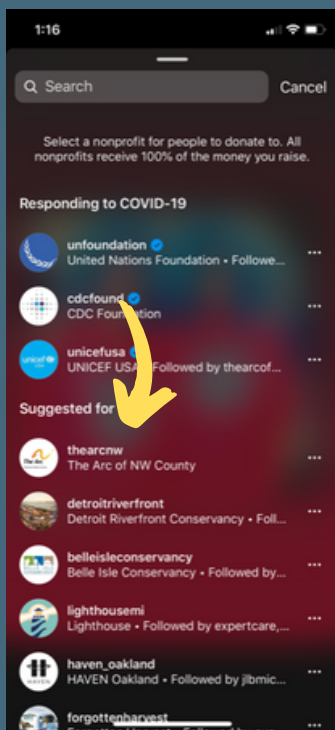 1:16
Search
Cancel
Select a nonprofit for people to donate to. All
nonprofits receive 100% of the money you raise.
Responding to COVID-19
unfoundation
United Nations Foundation • Followe...
cdcfound
CDC Foun tion
unicefusa
UNICEF USA Followed by thearcof...
Suggested for
thearcnw
The Arc of NW County
detroitriverfront
Detroit Riverfront Conservancy • Foll...
belleisleconservancy
Belle Isle Conservancy • Followed by...
lighthousemi
Lighthouse • Followed by expertcare,...
haven_oakland
HAVEN Oakland • Followed by jlbmic...
forgottenharvest